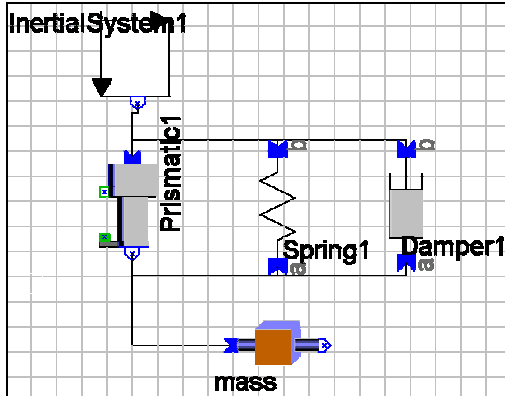 InertialSystem1
Prismatic1
b
b
Spring1
a
Damper1
a
mass